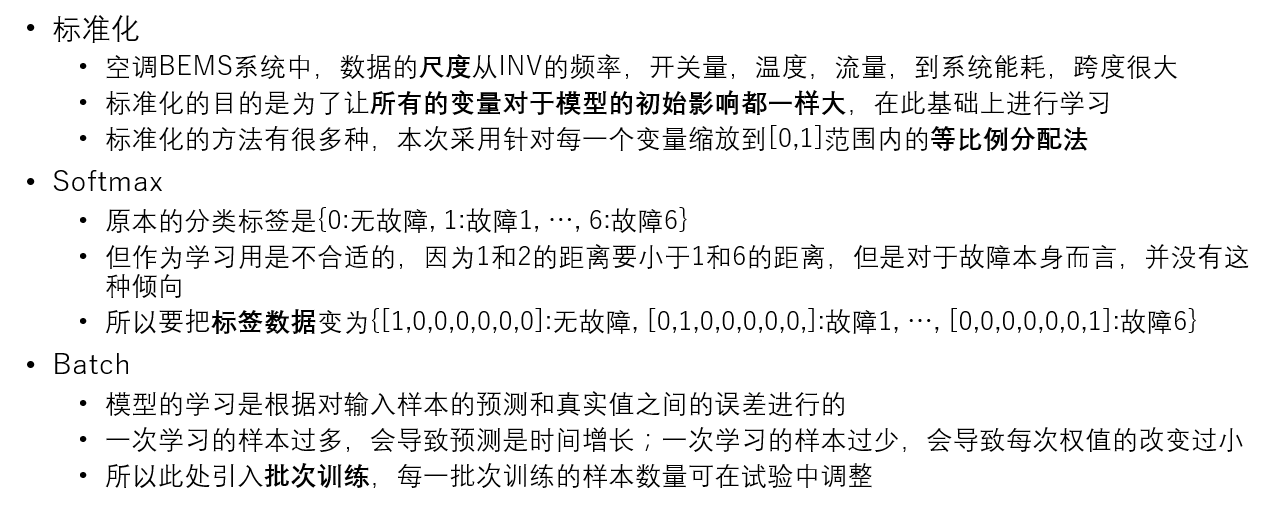 • 标准化
• 空调BEMS系统中，数据的尺度从INV的频率，开关量，温度，流量，到系统能耗，跨度很大
• 标准化的目的是为了让所有的变量对于模型的初始影响都一样大，在此基础上进行学习
• 标准化的方法有很多种，本次采用针对每一个变量缩放到[0,1]范围内的等比例分配法
• Softmax
• 原本的分类标签是{0:无故障, 1:故障1, ⋯, 6:故障6}
• 但作为学习用是不合适的，因为1和2的距离要小于1和6的距离，但是对于故障本身而言，并没有这
种倾向
• 所以要把标签数据变为{[1,0,0,0,0,0,0]:无故障, [0,1,0,0,0,0,0,]:故障1, ⋯, [0,0,0,0,0,0,1]:故障6}
• Batch
• 模型的学习是根据对输入样本的预测和真实值之间的误差进行的
• 一次学习的样本过多，会导致预测是时间增长；一次学习的样本过少，会导致每次权值的改变过小
• 所以此处引入批次训练，每一批次训练的样本数量可在试验中调整